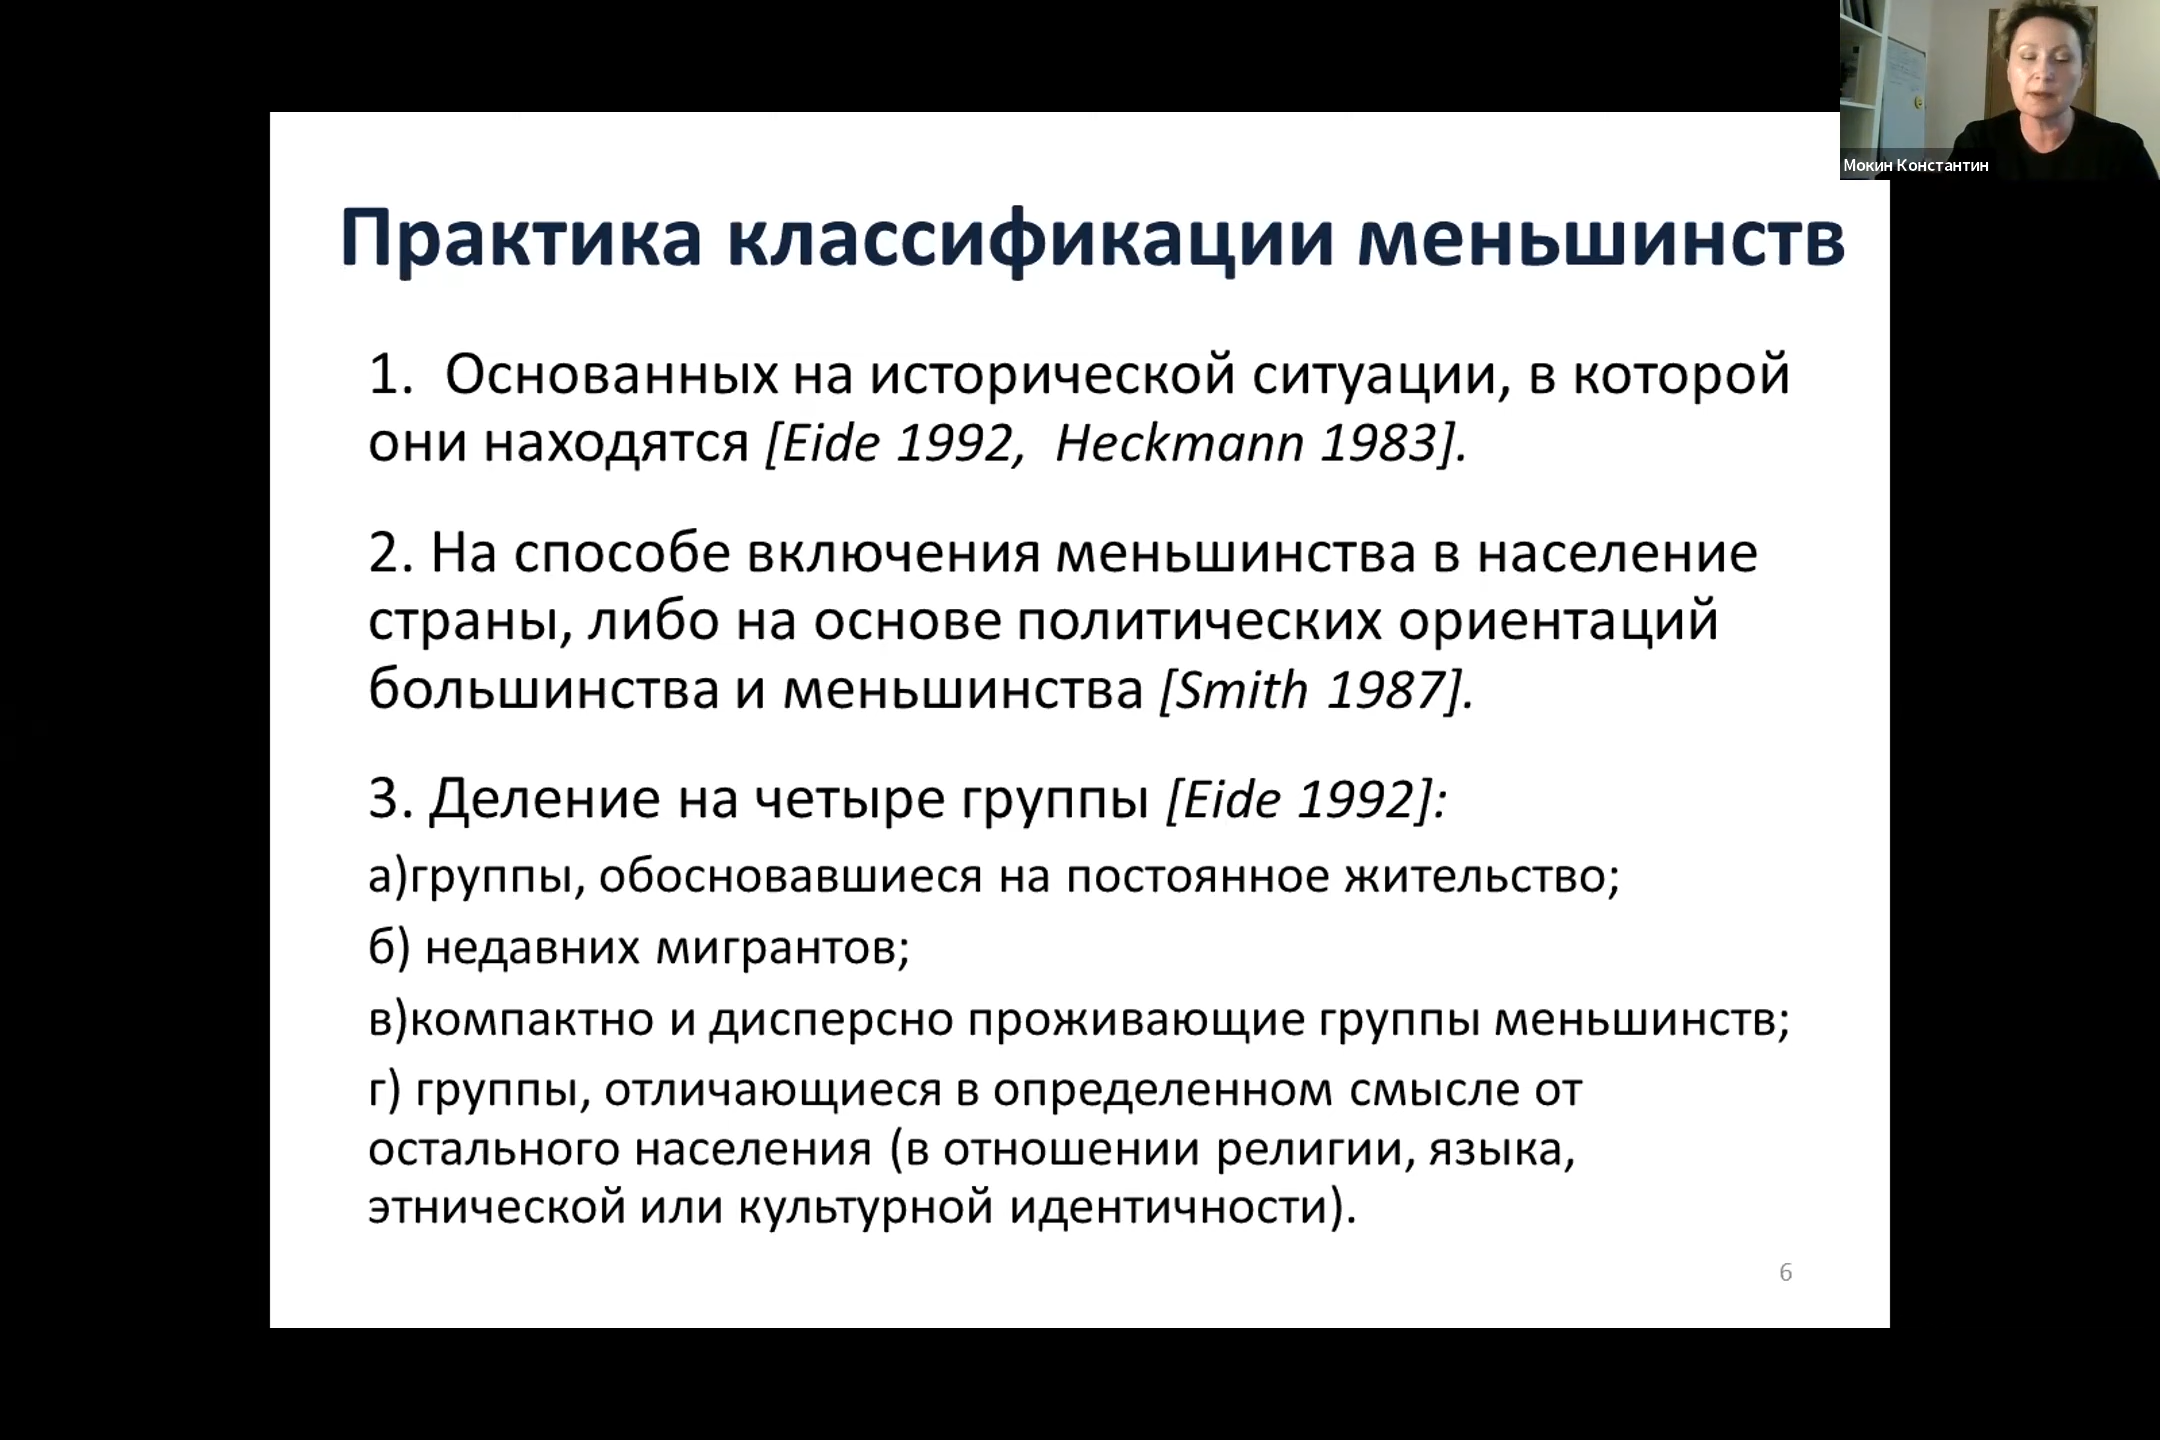 Мокин Константин
Практика классификации меньшинств
1. Основанных на исторической ситуации, в которой
они находятся [Eide 1992, Heckmann 1983].
2. На способе включения меньшинства в население
страны, либо на основе политических ориентаций
большинства и меньшинства [Smith 1987].
3. Деление на четыре группы [Eide 1992]:
а)группы, обосновавшиеся на постоянное жительство;
б) недавних мигрантов;
в)компактно и дисперсно проживающие группы меньшинств;
г) группы, отличающиеся в определенном смысле от
остального населения (в отношении религии, языка,
этнической или культурной идентичности).
6